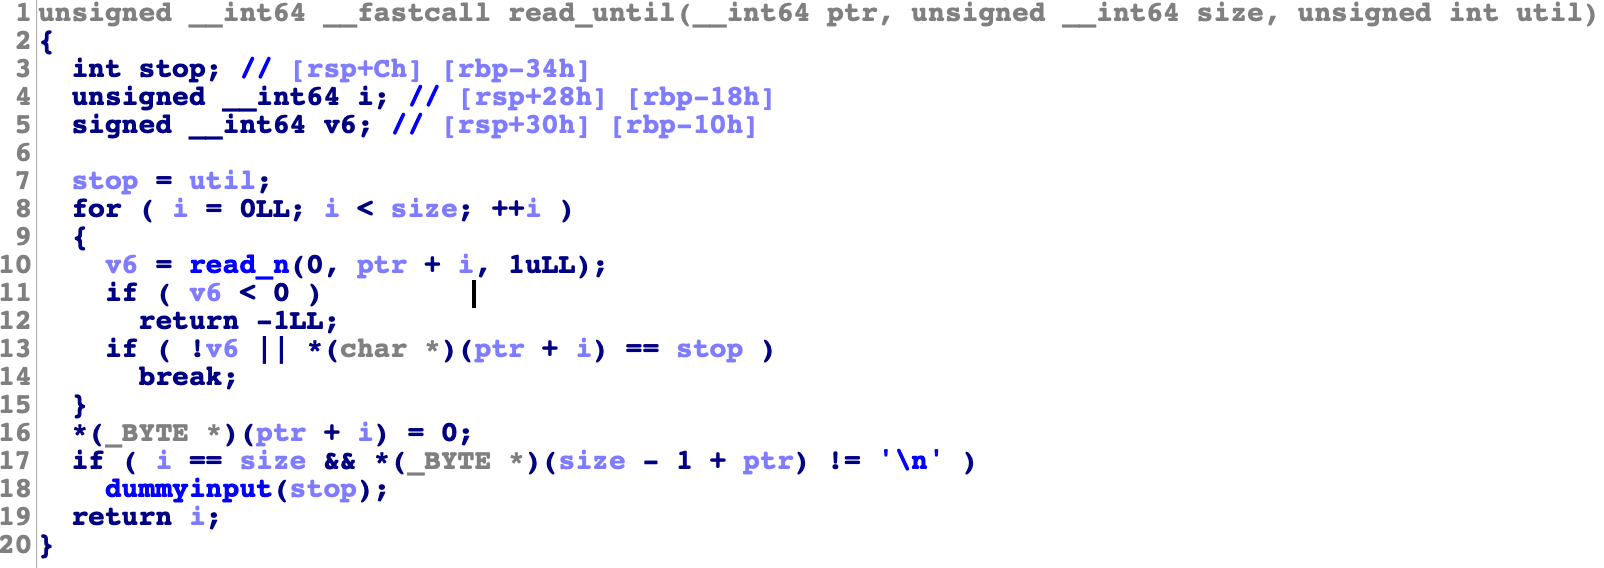 1 unsigned __int64 __fastcall read_until(__int64 ptr, unsigned __int64 size, unsigned int util)
2 {
3   int stop; // [rsp+Ch] [rbp-34h]
4   unsigned __int64 i; // [rsp+28h] [rbp-18h]
5   signed __int64 v6; // [rsp+30h] [rbp-10h]
6
7   stop = util;
8   for ( i = 0LL; i < size; ++i )
9   {
10     v6 = read_n(0, ptr + i, 1uLL);
11     if ( v6 < 0 )
12       return -1LL;
13     if ( !v6 || *(char *)(ptr + i) == stop )
14       break;
15   }
16   *(_BYTE *)(ptr + i) = 0;
17   if ( i == size && *(_BYTE *)(size - 1 + ptr) != '\n' )
18     dummyinput(stop);
19   return i;
20 }